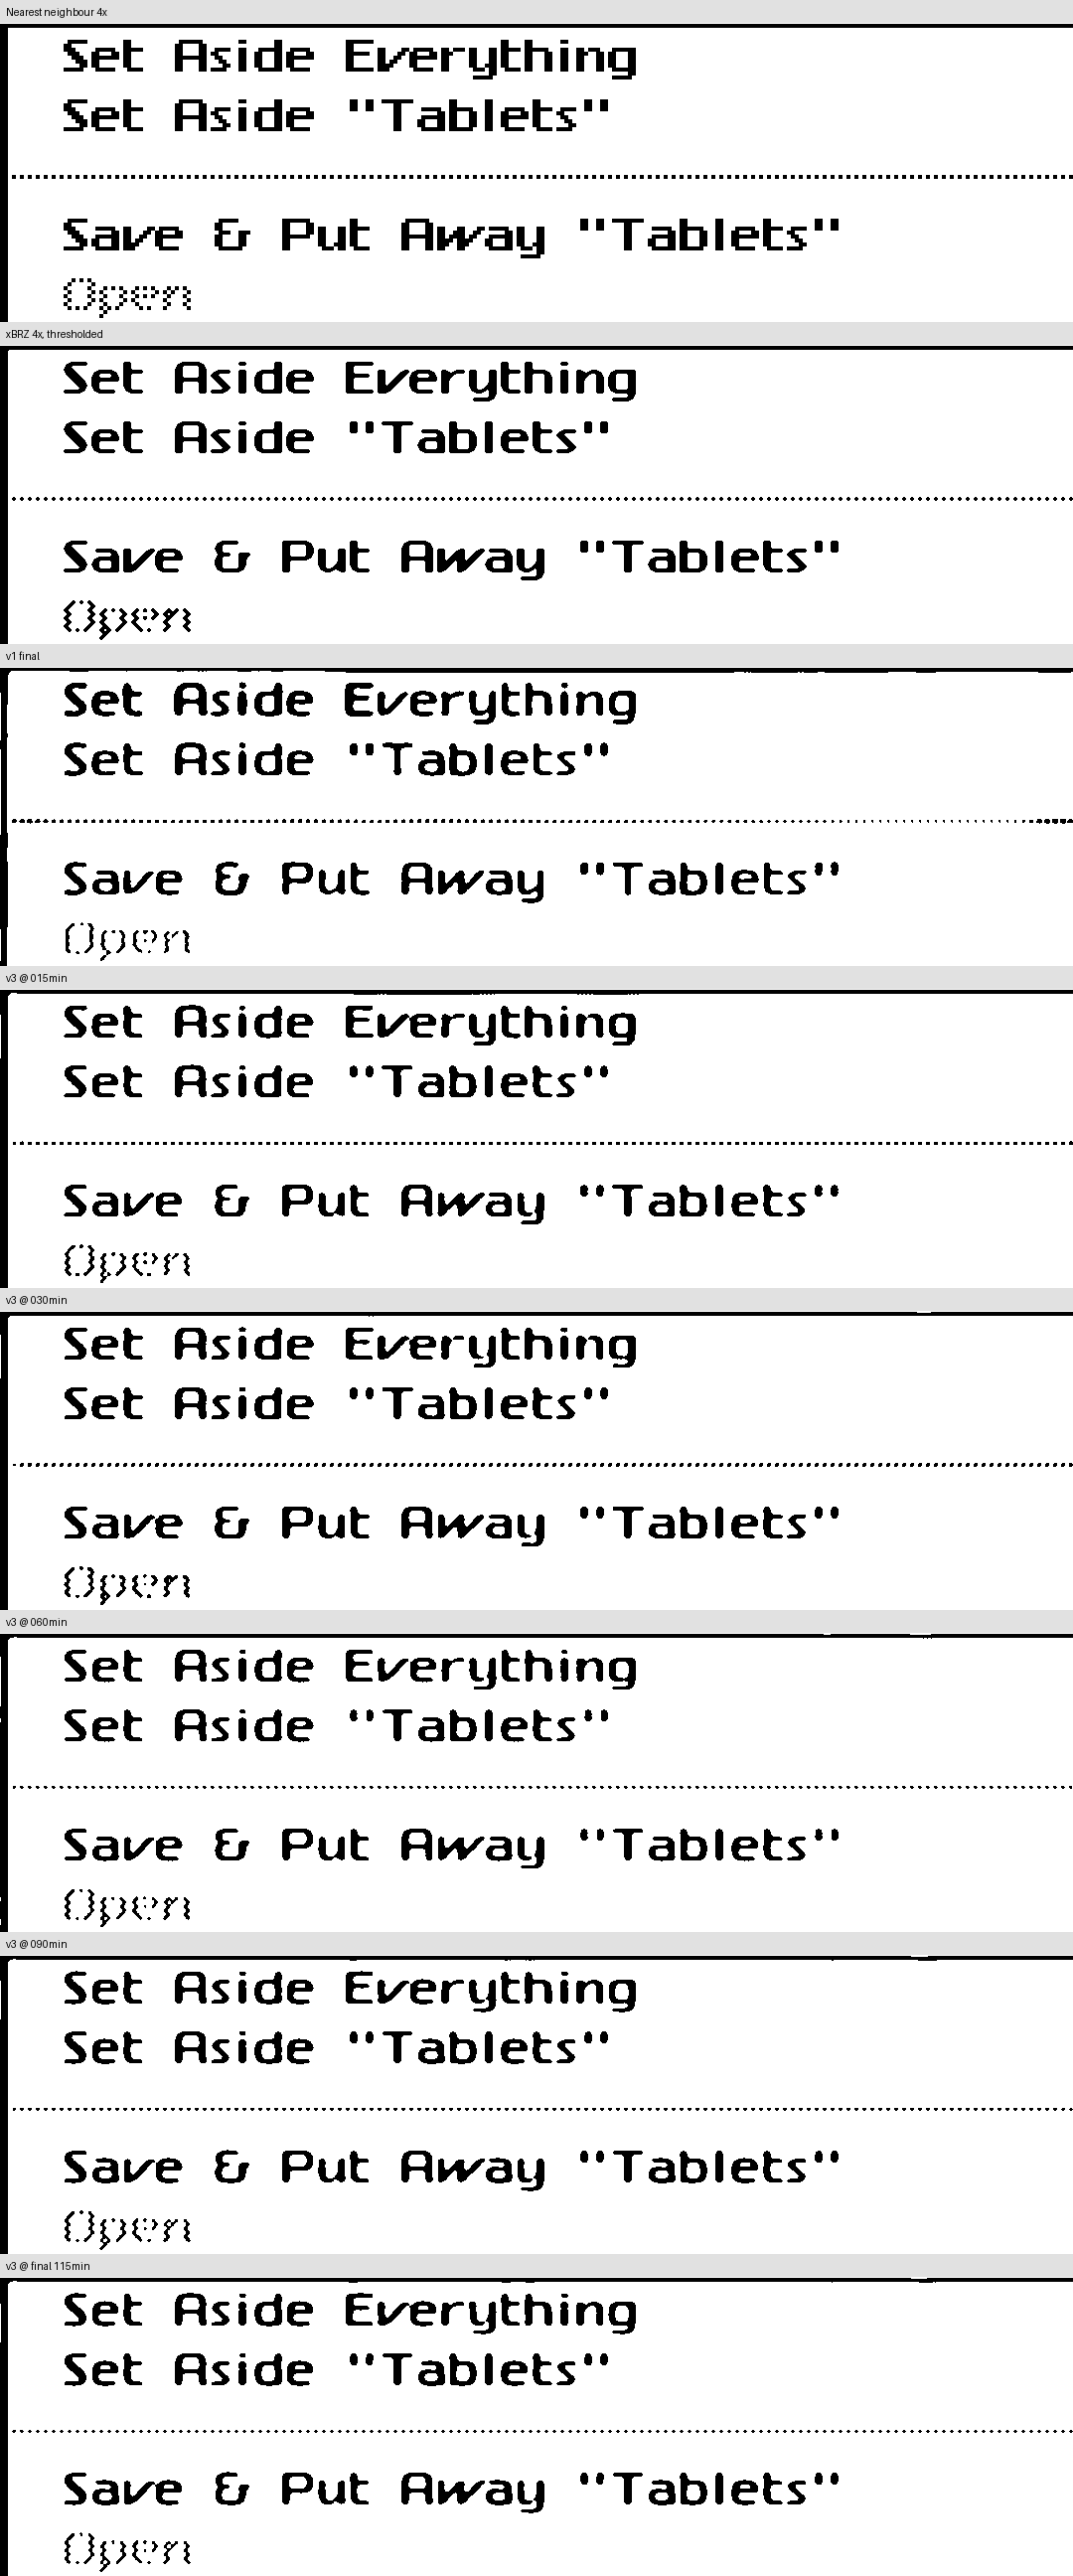 Nearest neighbour 4x
Set Aside Everything
Set Aside "Tablets"
Save & Put Away "Tablets"
Open
xBRZ 4x, thresholded
Set Aside Everything
Set Aside "Tablets"
Save & Put Away "Tablets"
Open
v1 final
Set Aside Everything
Set Aside "Tablets"
Save & Put Away "Tablets"
Open
v3 @ 015min
Set Aside Everything
Set Aside "Tablets"
Save & Put Away "Tablets"
Open
v3 @ 030min
Set Aside Everything
Set Aside "Tablets"
Save & Put Away "Tablets"
Open
v3 @ 060min
Set Aside Everything
Set Aside "Tablets"
Save & Put Away "Tablets"
Open
v3 @ 090min
Set Aside Everything
Set Aside "Tablets"
Save & Put Away "Tablets"
Open
v3 @ final 115min
Set Aside Everything
Set Aside "Tablets"
Save & Put Away "Tablets"
Open